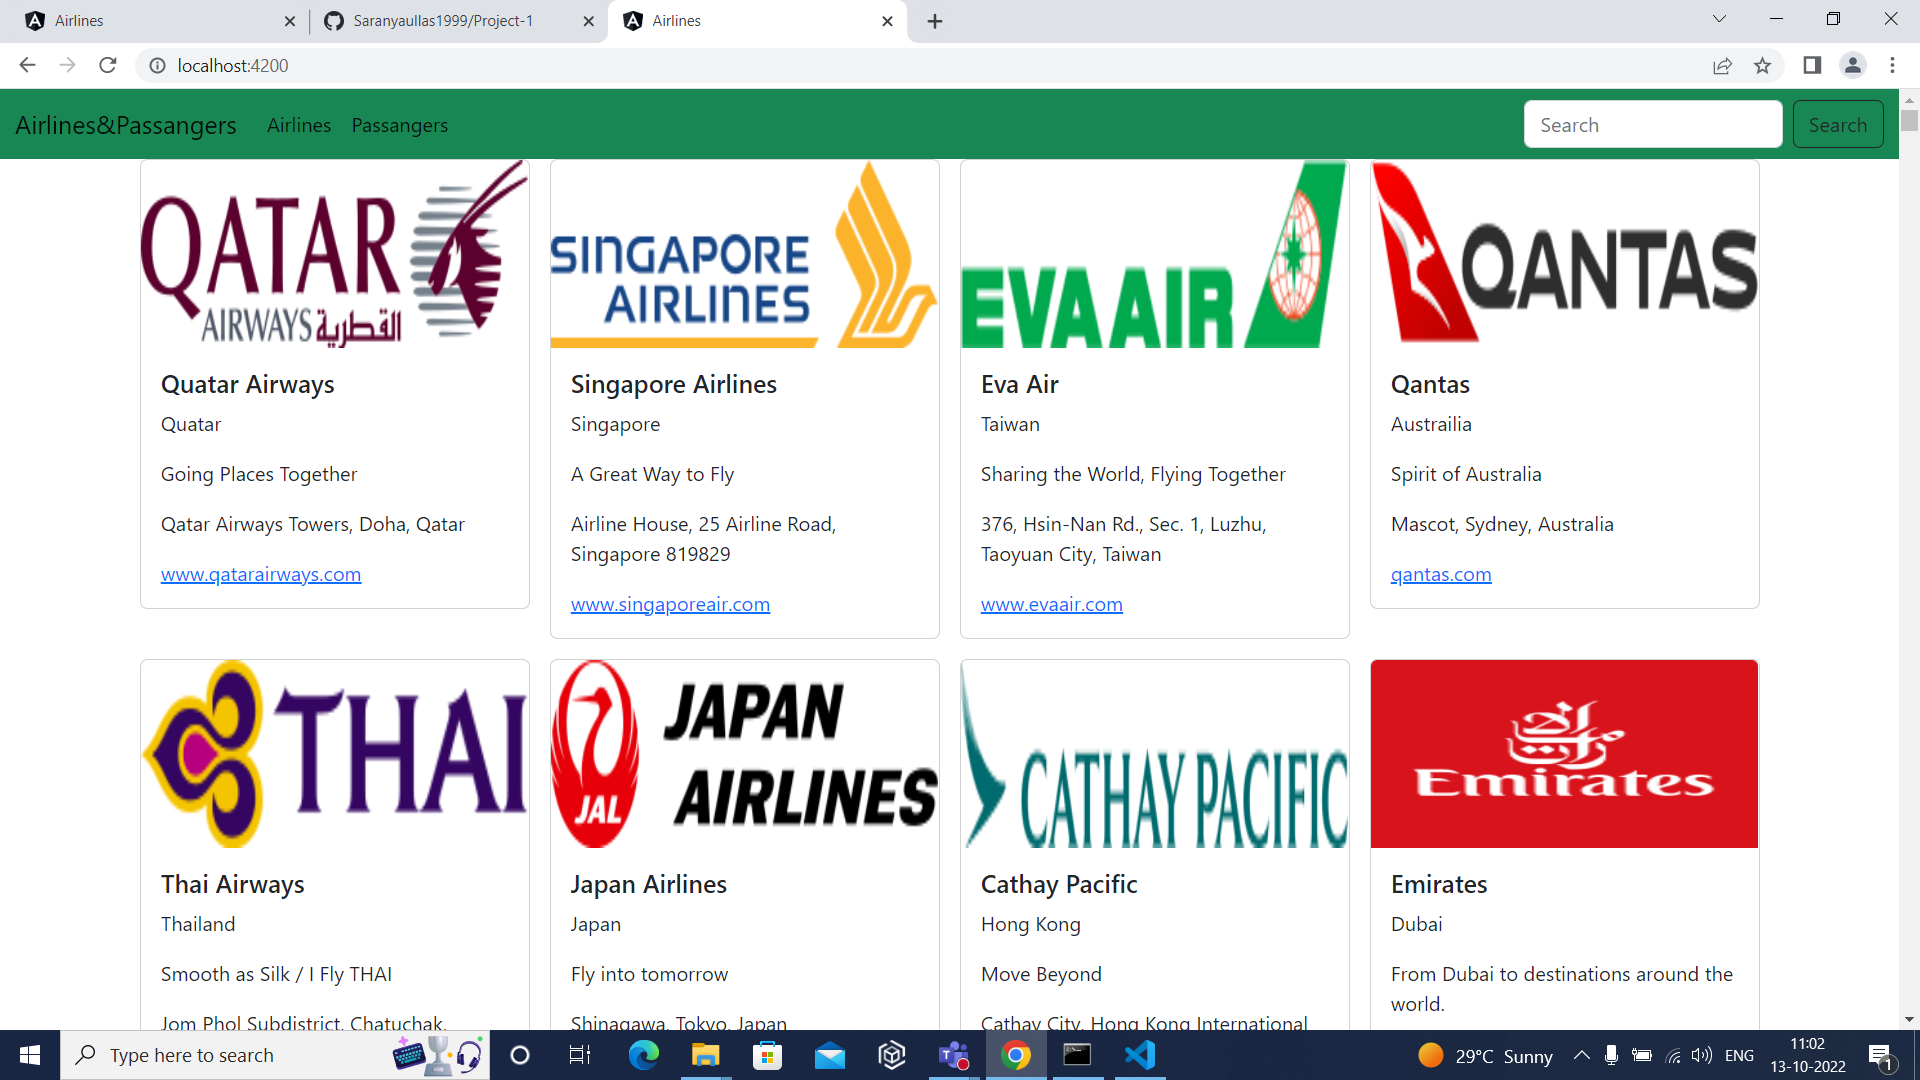 Airlines
Saranyaullas1999/Project-1
Airlines
localhost:4200
Airlines&Passangers
Airlines
Passangers
Search
Search
QATAR
AIRWAYS القطرية
Quatar Airways
Quatar
Going Places Together
Qatar Airways Towers, Doha, Qatar
www.qatarairways.com
SINGAPORE
AIRLINES
Singapore Airlines
Singapore
A Great Way to Fly
Airline House, 25 Airline Road,
Singapore 819829
www.singaporeair.com
EVA AIR
Eva Air
Taiwan
Sharing the World, Flying Together
376, Hsin-Nan Rd., Sec. 1, Luzhu,
Taoyuan City, Taiwan
www.evaair.com
QANTAS
Qantas
Austrailia
Spirit of Australia
Mascot, Sydney, Australia
qantas.com
THAI
Thai Airways
Thailand
Smooth as Silk / I Fly THAI
Jom Phol Subdistrict, Chatuchak,
JAL
JAPAN
AIRLINES
Japan Airlines
Japan
Fly into tomorrow
Shinagawa, Tokyo, Japan
CATHAY PACIFIC
Cathay Pacific
Hong Kong
Move Beyond
Cathay City, Hong Kong International
Emirates
Emirates
Dubai
From Dubai to destinations around the
world.
Type here to search
29°C Sunny
ENG
11:02
13-10-2022
1